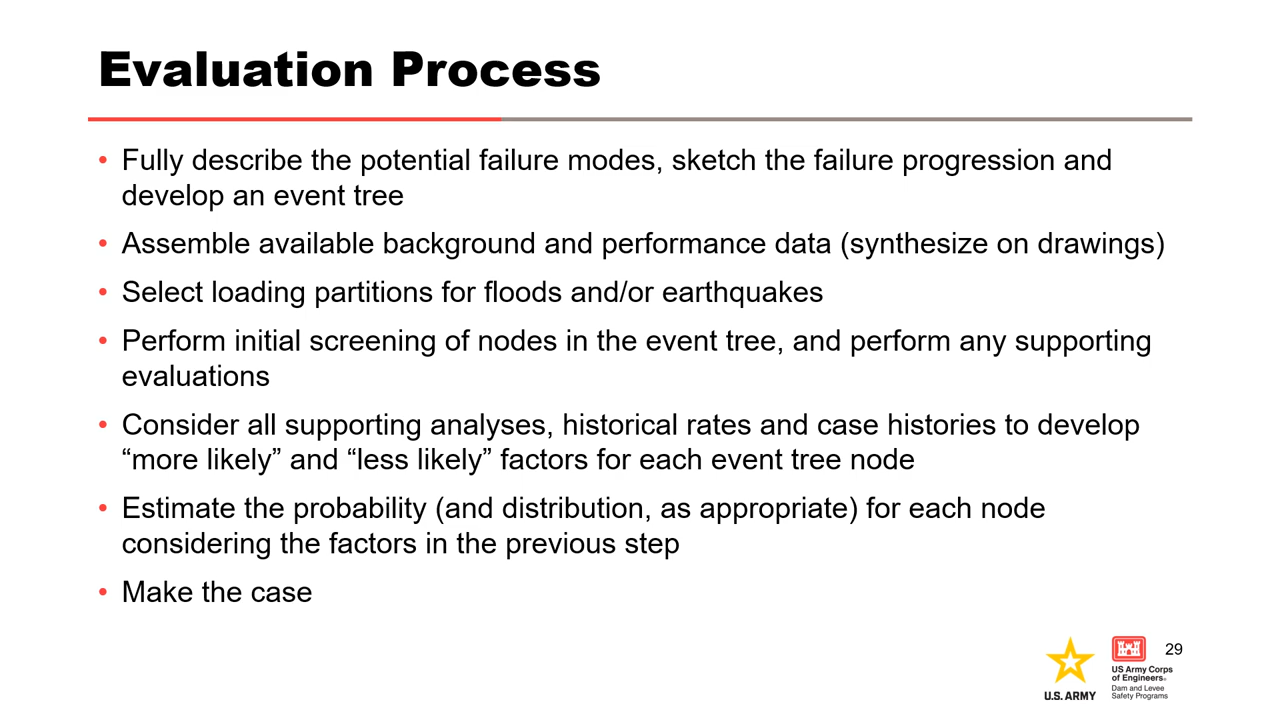 Evaluation Process
• Fully describe the potential failure modes, sketch the failure progression and
develop an event tree
• Assemble available background and performance data (synthesize on drawings)
• Select loading partitions for floods and/or earthquakes
• Perform initial screening of nodes in the event tree, and perform any supporting
evaluations
• Consider all supporting analyses, historical rates and case histories to develop
“more likely” and “less likely” factors for each event tree node
• Estimate the probability (and distribution, as appropriate) for each node
considering the factors in the previous step
• Make the case
29
U.S. ARMY
US Army Corps
of Engineers®
Dam and Levee
Safety Programs